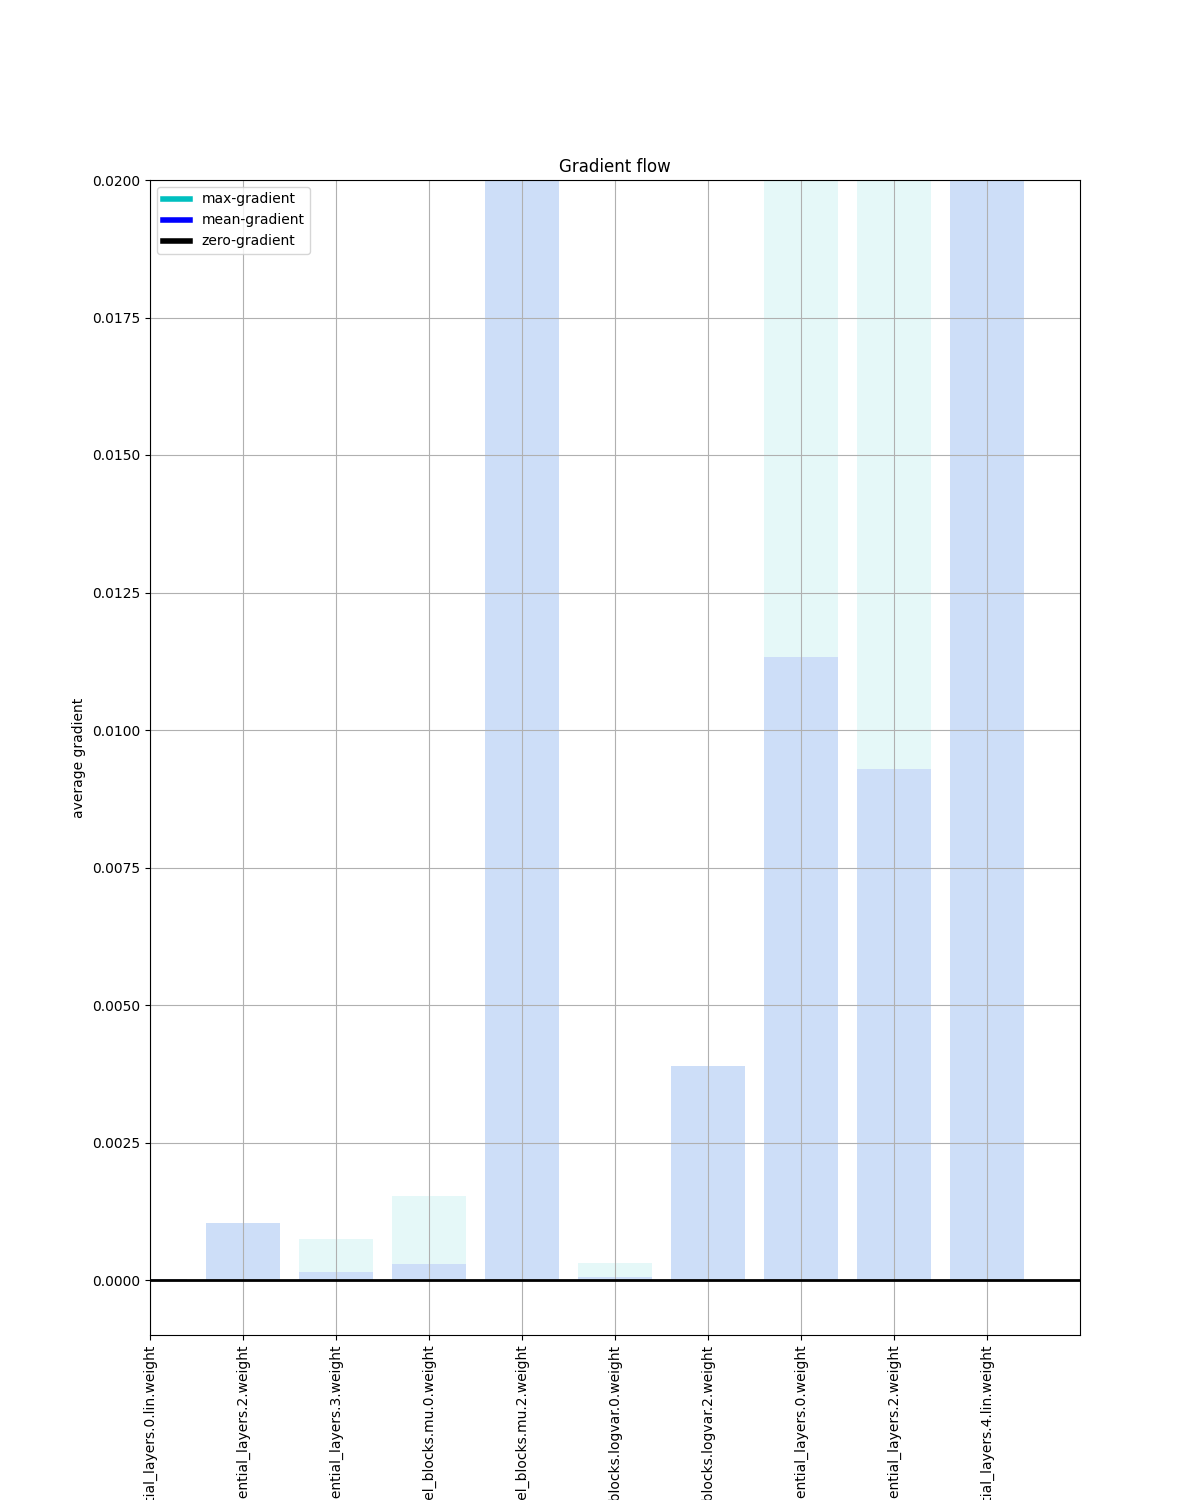 Gradient flow
max-gradient
mean-gradient
zero-gradient
0.0200
0.0175
0.0150
0.0125
0.0100
0.0075
0.0050
0.0025
0.0000
average gradient
tial_layers.0.lin.weight
ential_layers.2.weight
ential_layers.3.weight
el_blocks.mu.0.weight
el_blocks.mu.2.weight
blocks.logvar.0.weight
blocks.logvar.2.weight
ential_layers.0.weight
ential_layers.2.weight
tial_layers.4.lin.weight